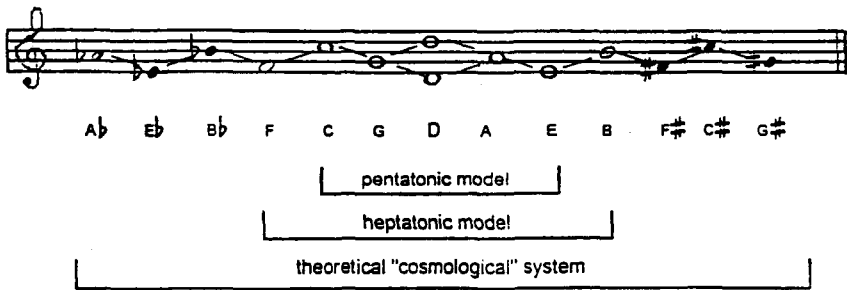 A♭ E♭ B♭ F C G D A E B F# C# G#
pentatonic model
heptatonic model
theoretical "cosmological" system